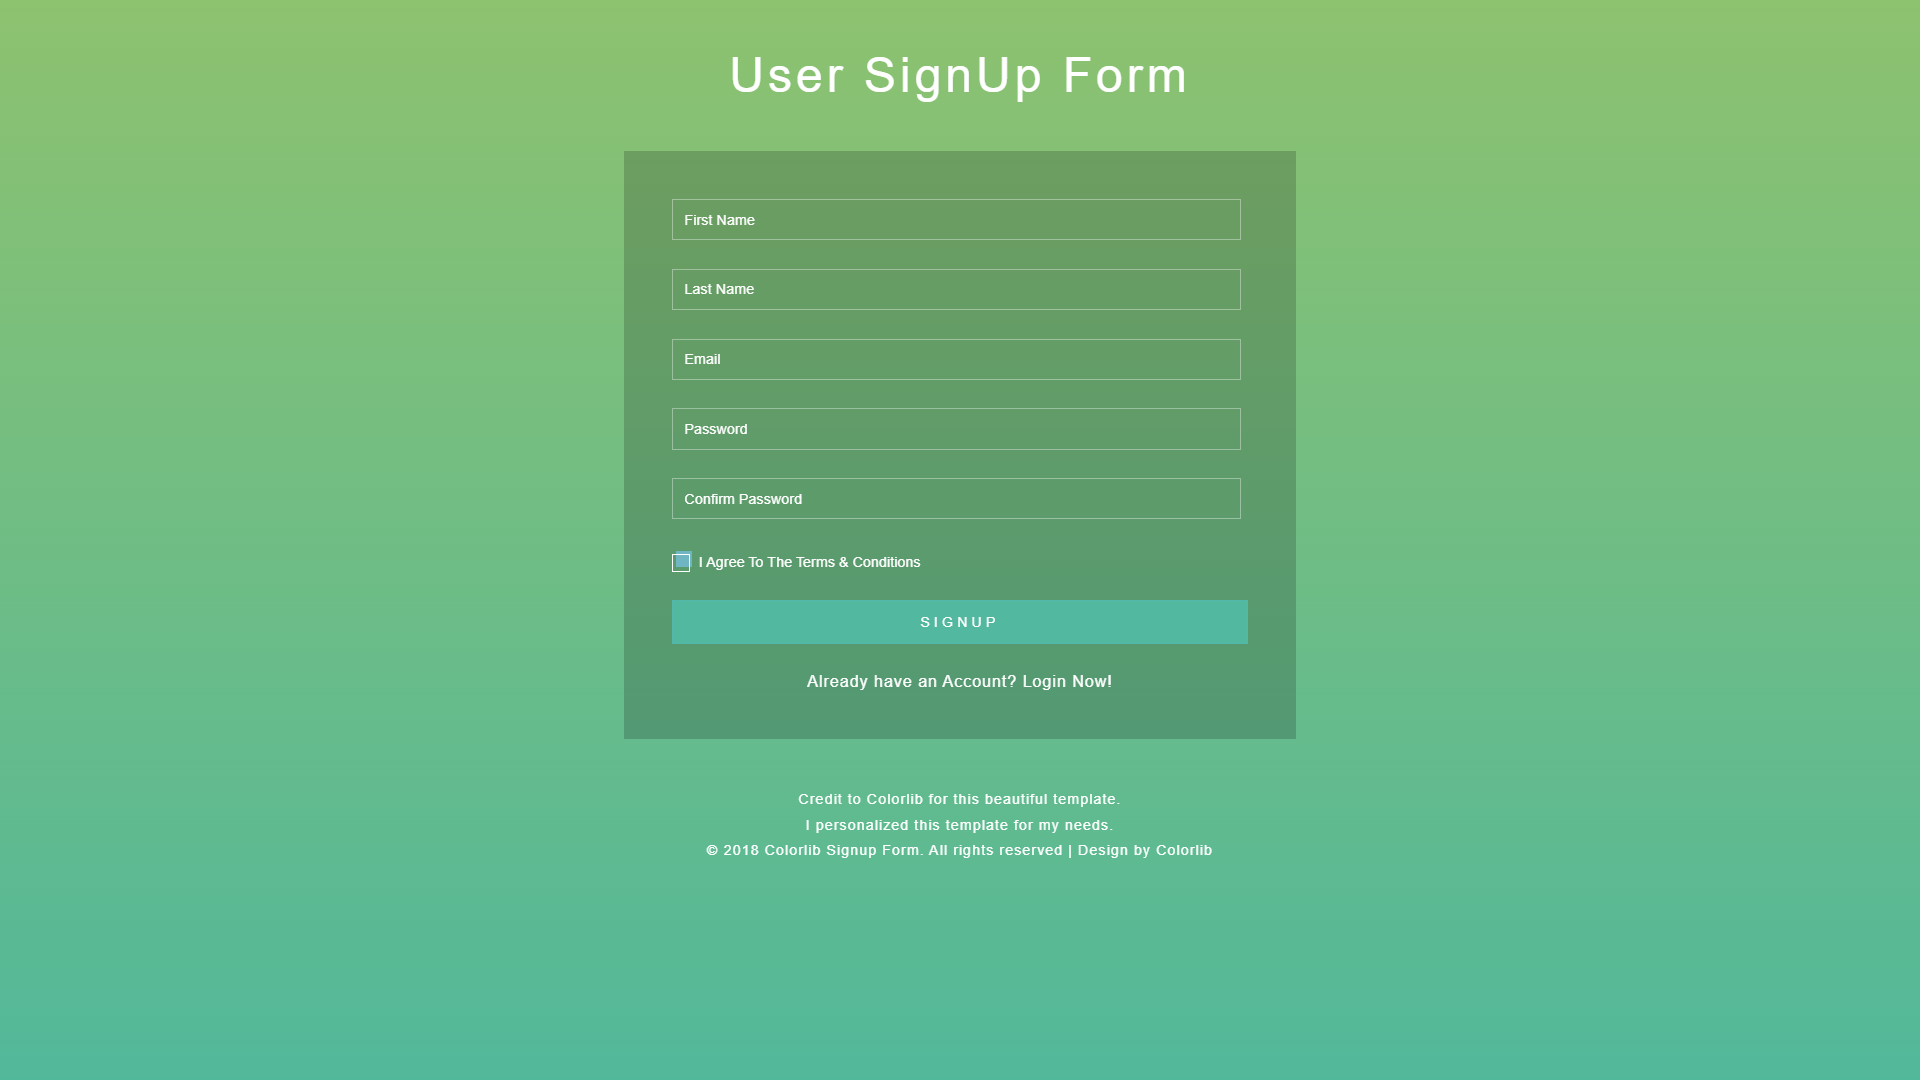 User SignUp Form
First Name
Last Name
Email
Password
Confirm Password
I Agree To The Terms & Conditions
SIGNUP
Already have an Account? Login Now!
Credit to Colorlib for this beautiful template.
I personalized this template for my needs.
© 2018 Colorlib Signup Form. All rights reserved | Design by Colorlib